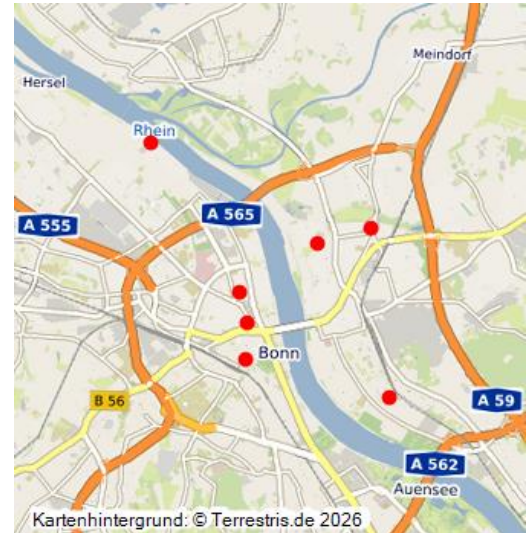 Meindorf
Hersel
Rhein
A 565
A 555
Bonn
B 56
A 59
A 562
Auensee
Kartenhintergrund: © Terrestris.de 2026